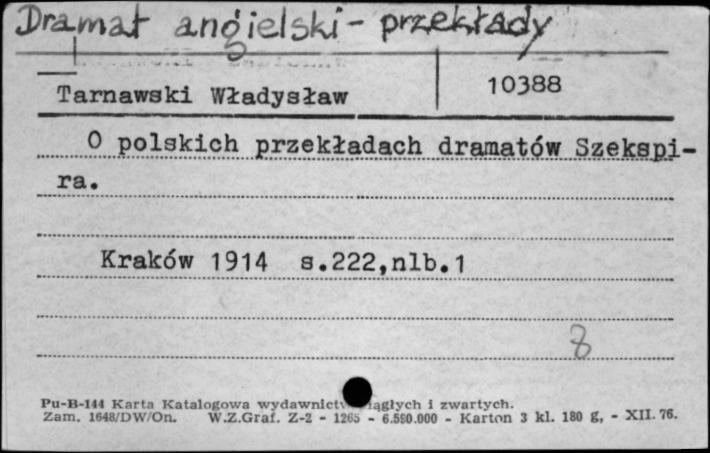 Dramat angielski - przekłady
Tarnawski Władysław
10388
O polskich przekładach dramatów Szekspi-
ra.
Kraków 1914 s.222,nlb.1
8
Pu-B-144 Karta Katalogowa ciągłych i zwartych.
Zam. 1648/DW/On. W.Z.Graf. Z-2 - 1265 - 6.580.000 - Karton 3 kl. 180 g, - XII. 76.